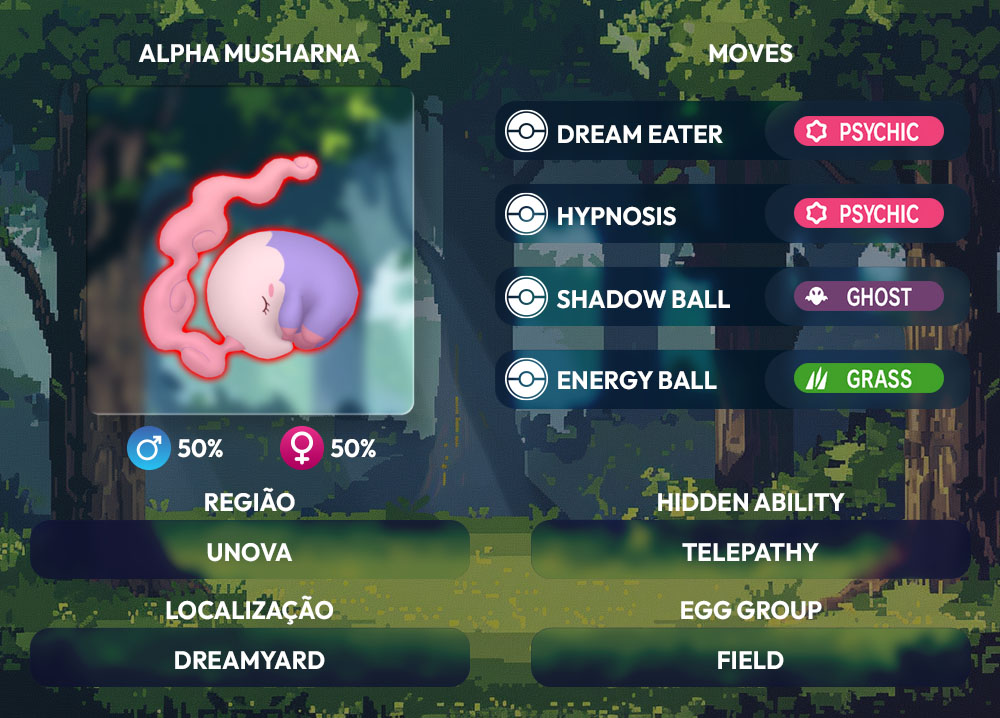 ALPHA MUSHARNA
MOVES
DREAM EATER PSYCHIC
HYPNOSIS PSYCHIC
SHADOW BALL GHOST
ENERGY BALL GRASS
50% 50%
REGIÃO
UNOVA
HIDDEN ABILITY
TELEPATHY
LOCALIZAÇÃO
DREAMYARD
EGG GROUP
FIELD